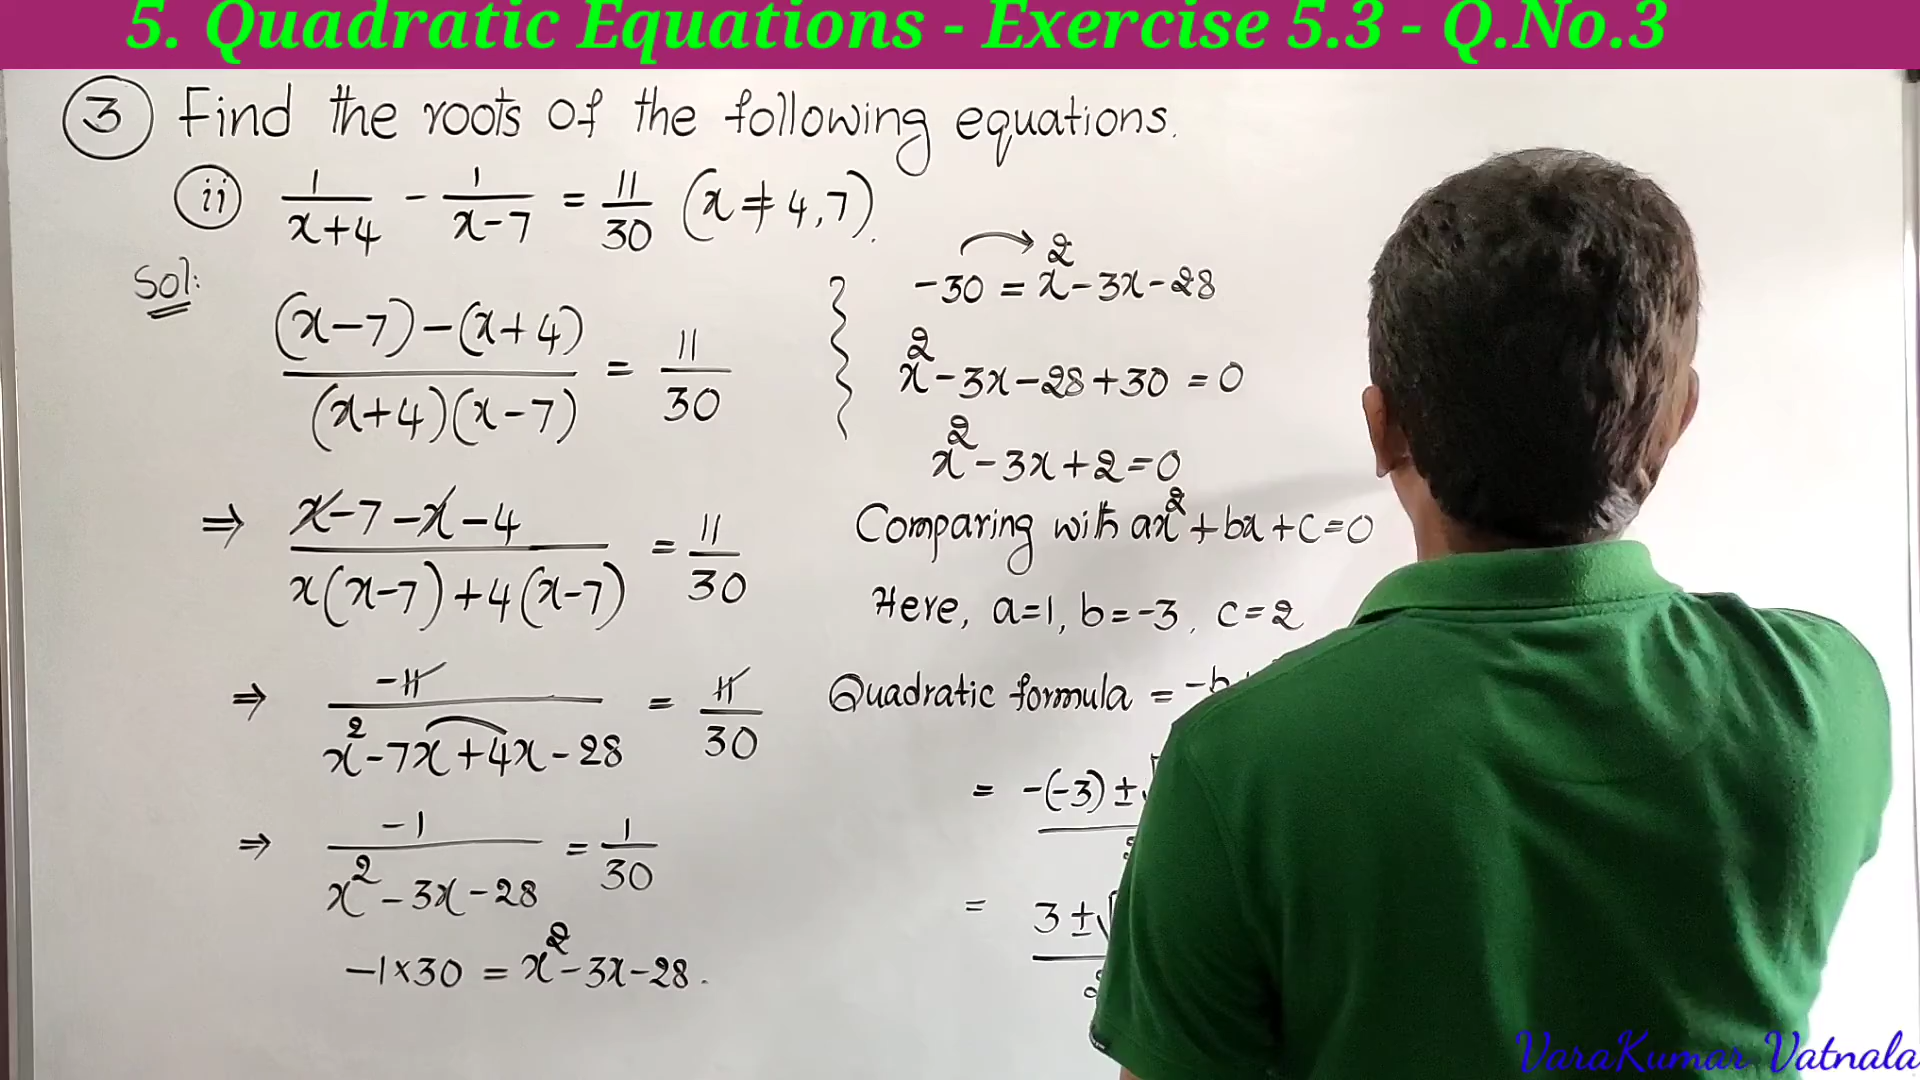 5. Quadratic Equations - Exercise 5.3 - Q.No.3
3 Find the roots of the following equations.
ii 1/(x+4) - 1/(x-7) = 11/30 (x ≠ 4, 7).
Sol:
((x-7)-(x+4))/((x+4)(x-7)) = 11/30
⇒ (x-7-x-4)/(x(x-7)+4(x-7)) = 11/30
⇒ -11/(x²-7x+4x-28) = 11/30
⇒ -1/(x²-3x-28) = 1/30
-1×30 = x²-3x-28.
-30 = x²-3x-28
x²-3x-28+30 = 0
x²-3x+2=0
Comparing with ax²+bx+c=0
Here, a=1, b=-3, c=2
Quadratic formula = -b
= -(-3) ±√
= 3 ±√
VaraKumar Vatnala